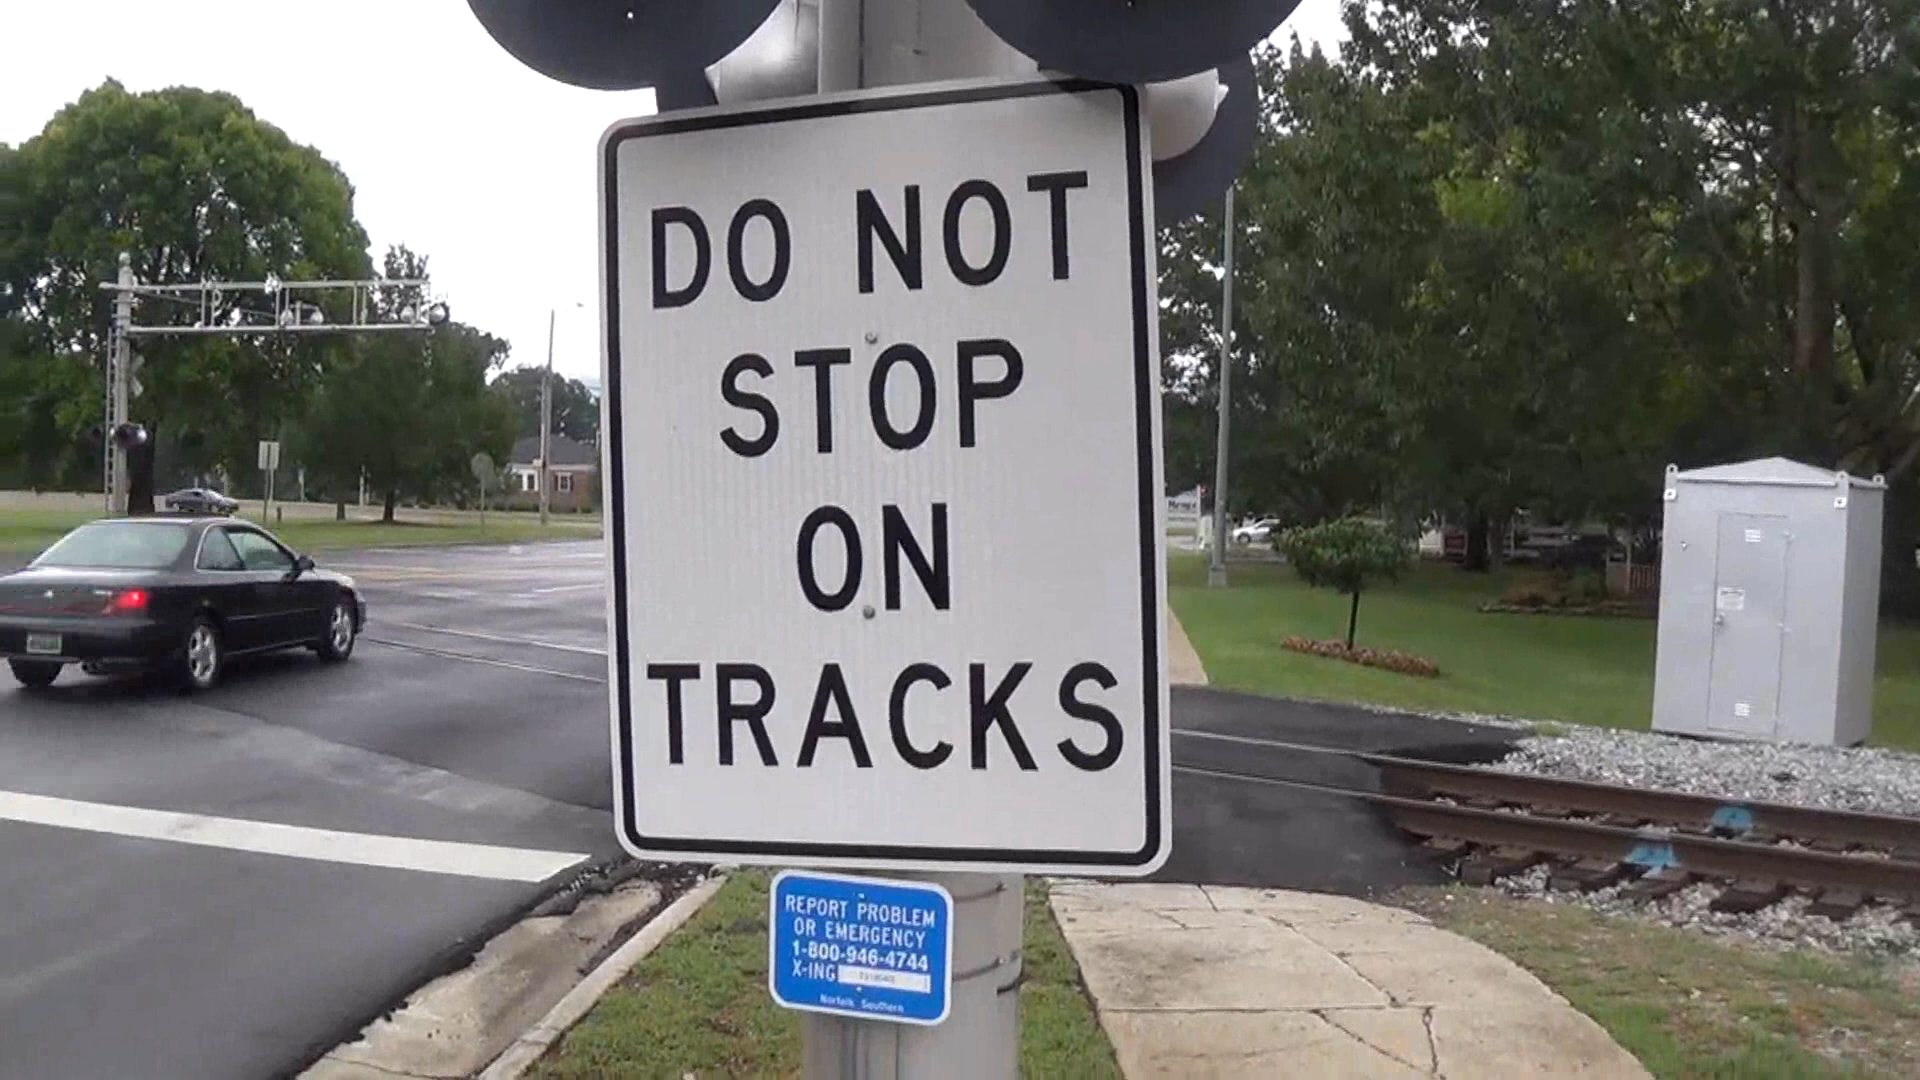 DO NOT
STOP
ON
TRACKS
REPORT PROBLEM
OR EMERGENCY
1-800-946-4744
X-ING
Norfolk Southern